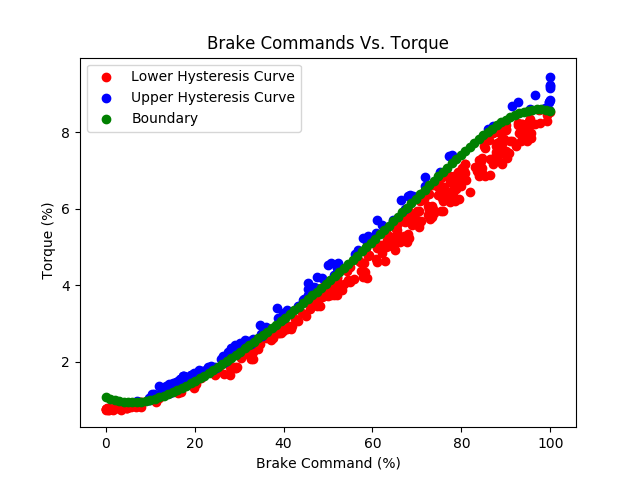 Brake Commands Vs. Torque
Lower Hysteresis Curve
Upper Hysteresis Curve
Boundary
Torque (%)
8
6
4
2
0 20 40 60 80 100
Brake Command (%)